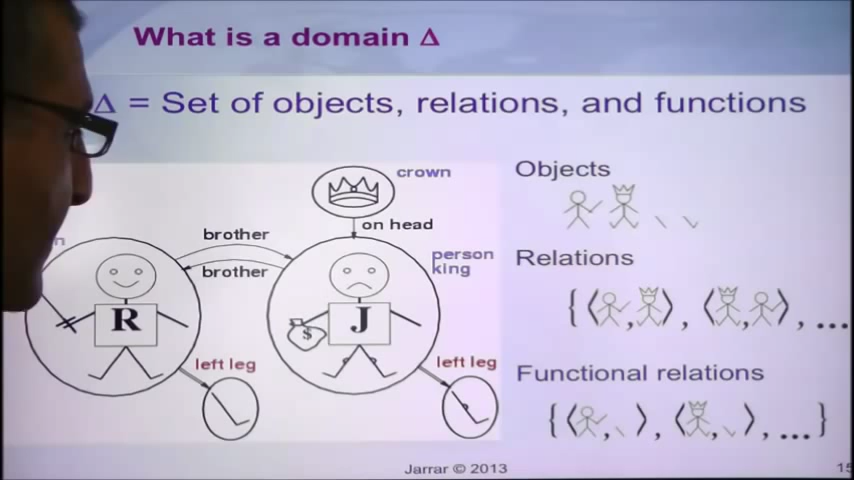 What is a domain Δ
Δ = Set of objects, relations, and functions
crown
on head
brother
brother
person
king
R
J
$
left leg
left leg
Objects
Relations
{⟨ , ⟩, ⟨ , ⟩, ...
Functional relations
{⟨ , ⟩, ⟨ , ⟩, ...}
Jarrar © 2013